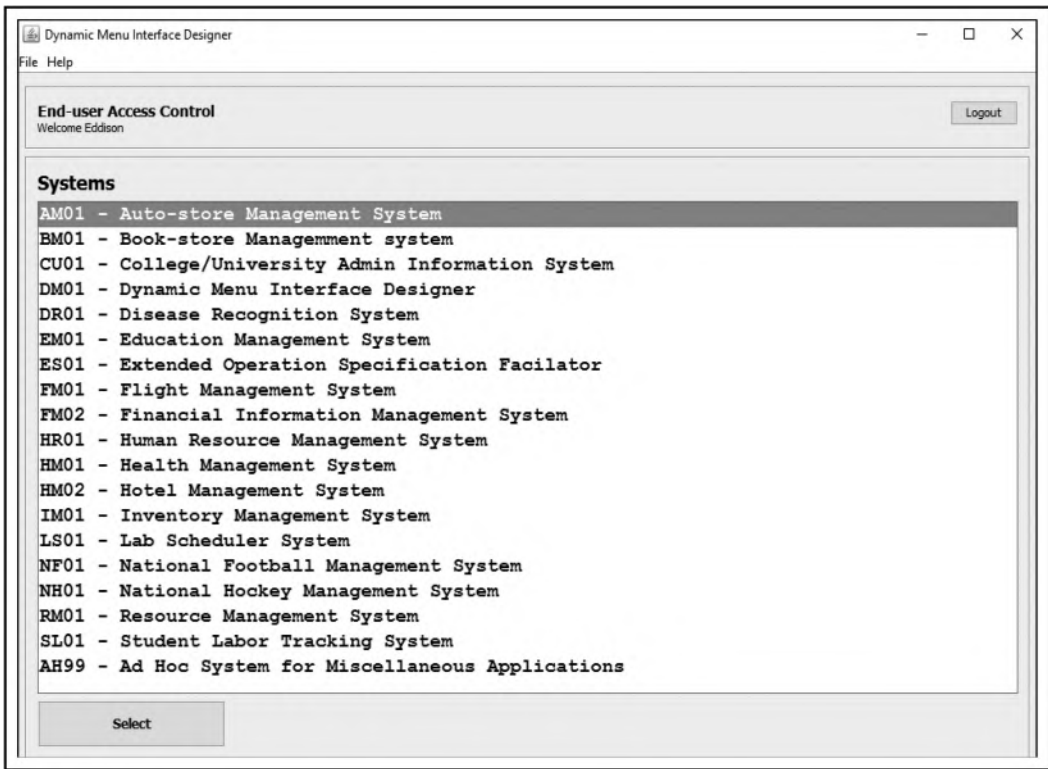 Dynamic Menu Interface Designer
File Help
End-user Access Control
Welcome Eddison
Logout
Systems
AM01 - Auto-store Management System
BM01 - Book-store Managemment system
CU01 - College/University Admin Information System
DM01 - Dynamic Menu Interface Designer
DR01 - Disease Recognition System
EM01 - Education Management System
ES01 - Extended Operation Specification Facilator
FM01 - Flight Management System
FM02 - Financial Information Management System
HR01 - Human Resource Management System
HM01 - Health Management System
HM02 - Hotel Management System
IM01 - Inventory Management System
LS01 - Lab Scheduler System
NF01 - National Football Management System
NH01 - National Hockey Management System
RM01 - Resource Management System
SL01 - Student Labor Tracking System
AH99 - Ad Hoc System for Miscellaneous Applications
Select